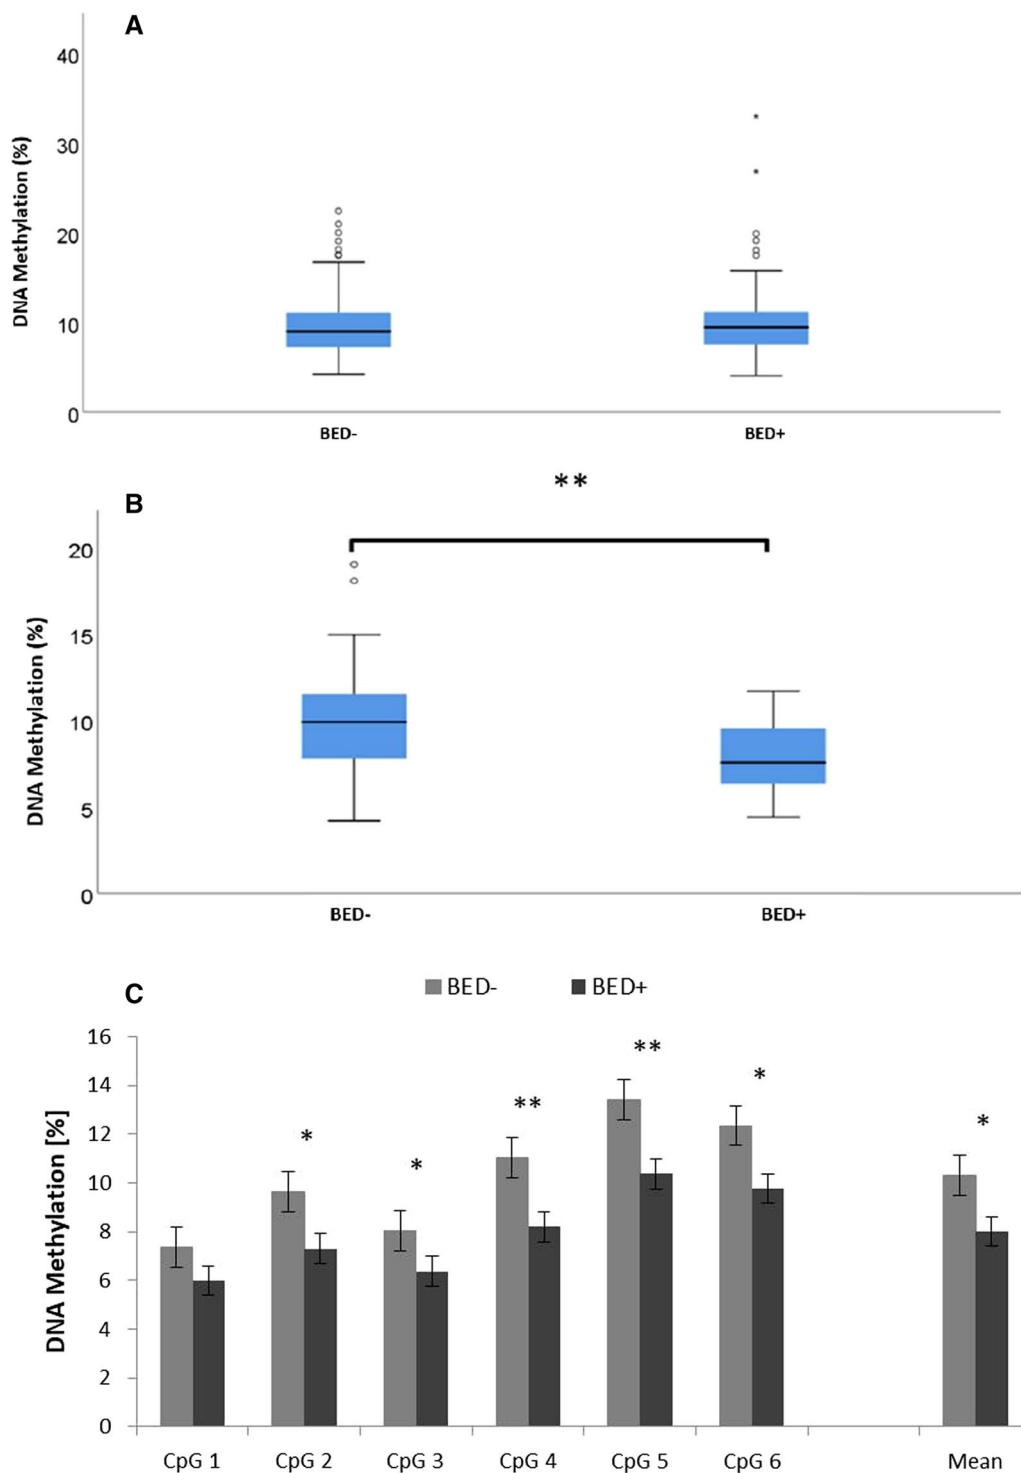 A
DNA Methylation (%)
40
30
20
10
0
BED- BED+
B
**
DNA Methylation (%)
20
15
10
5
0
BED- BED+
C
BED- BED+
DNA Methylation [%]
16
14
12
10
8
6
4
2
0
* * ** ** * *
CpG 1 CpG 2 CpG 3 CpG 4 CpG 5 CpG 6 Mean